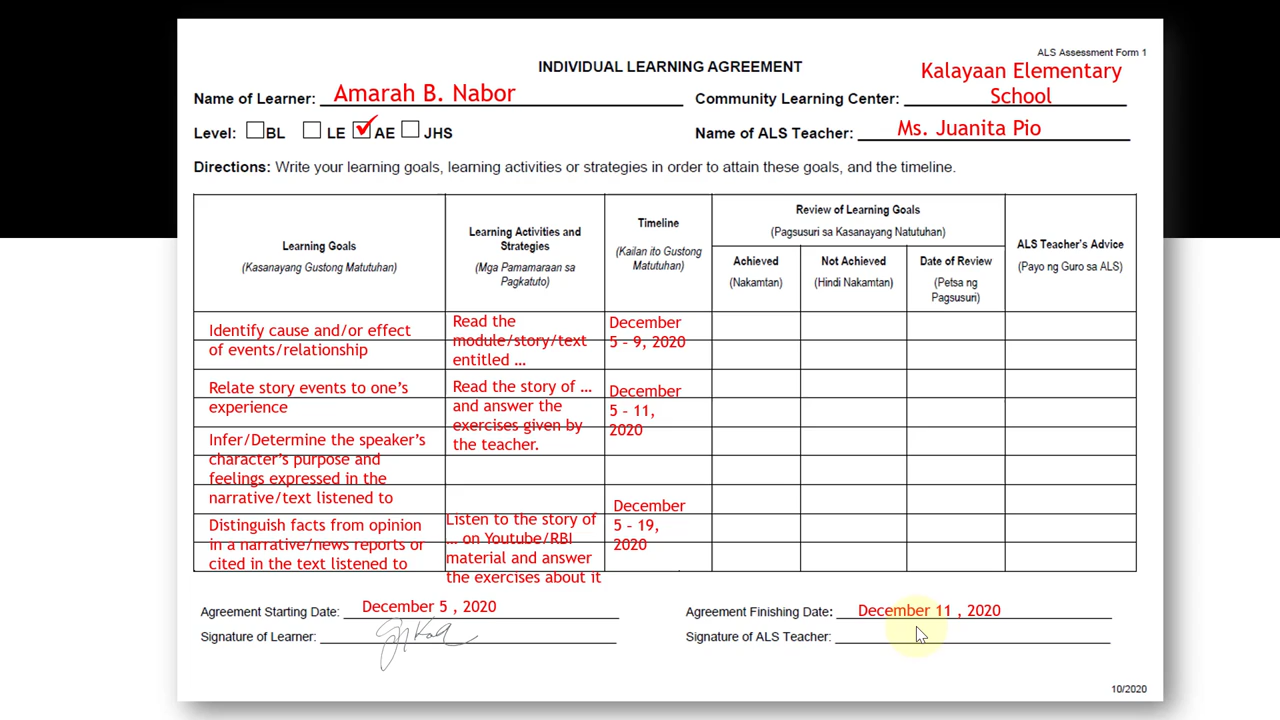 ALS Assessment Form 1
INDIVIDUAL LEARNING AGREEMENT
Name of Learner: Amarah B. Nabor
Community Learning Center: Kalayaan Elementary
School
Level: BL LE AE JHS
Name of ALS Teacher: Ms. Juanita Pio
Directions: Write your learning goals, learning activities or strategies in order to attain these goals, and the timeline.
Learning Goals
(Kasanayang Gustong Matutuhan)
Learning Activities and
Strategies
(Mga Pamamaraan sa
Pagkatuto)
Timeline
(Kailan ito Gustong
Matutuhan)
Review of Learning Goals
(Pagsusuri sa Kasanayang Natutuhan)
Achieved
(Nakamtan)
Not Achieved
(Hindi Nakamtan)
Date of Review
(Petsa ng
Pagsusuri)
ALS Teacher's Advice
(Payo ng Guro sa ALS)
Identify cause and/or effect
of events/relationship
Read the
module/story/text
entitled …
December
5 – 9, 2020
Relate story events to one's
experience
Read the story of …
and answer the
exercises given by
the teacher.
December
5 – 11,
2020
Infer/Determine the speaker's
character's purpose and
feelings expressed in the
narrative/text listened to
Distinguish facts from opinion
in a narrative/news reports or
cited in the text listened to
Listen to the story of
… on Youtube/RBI
material and answer
the exercises about it
December
5 – 19,
2020
Agreement Starting Date: December 5 , 2020
Agreement Finishing Date: December 11 , 2020
Signature of Learner:
Signature of ALS Teacher:
10/2020